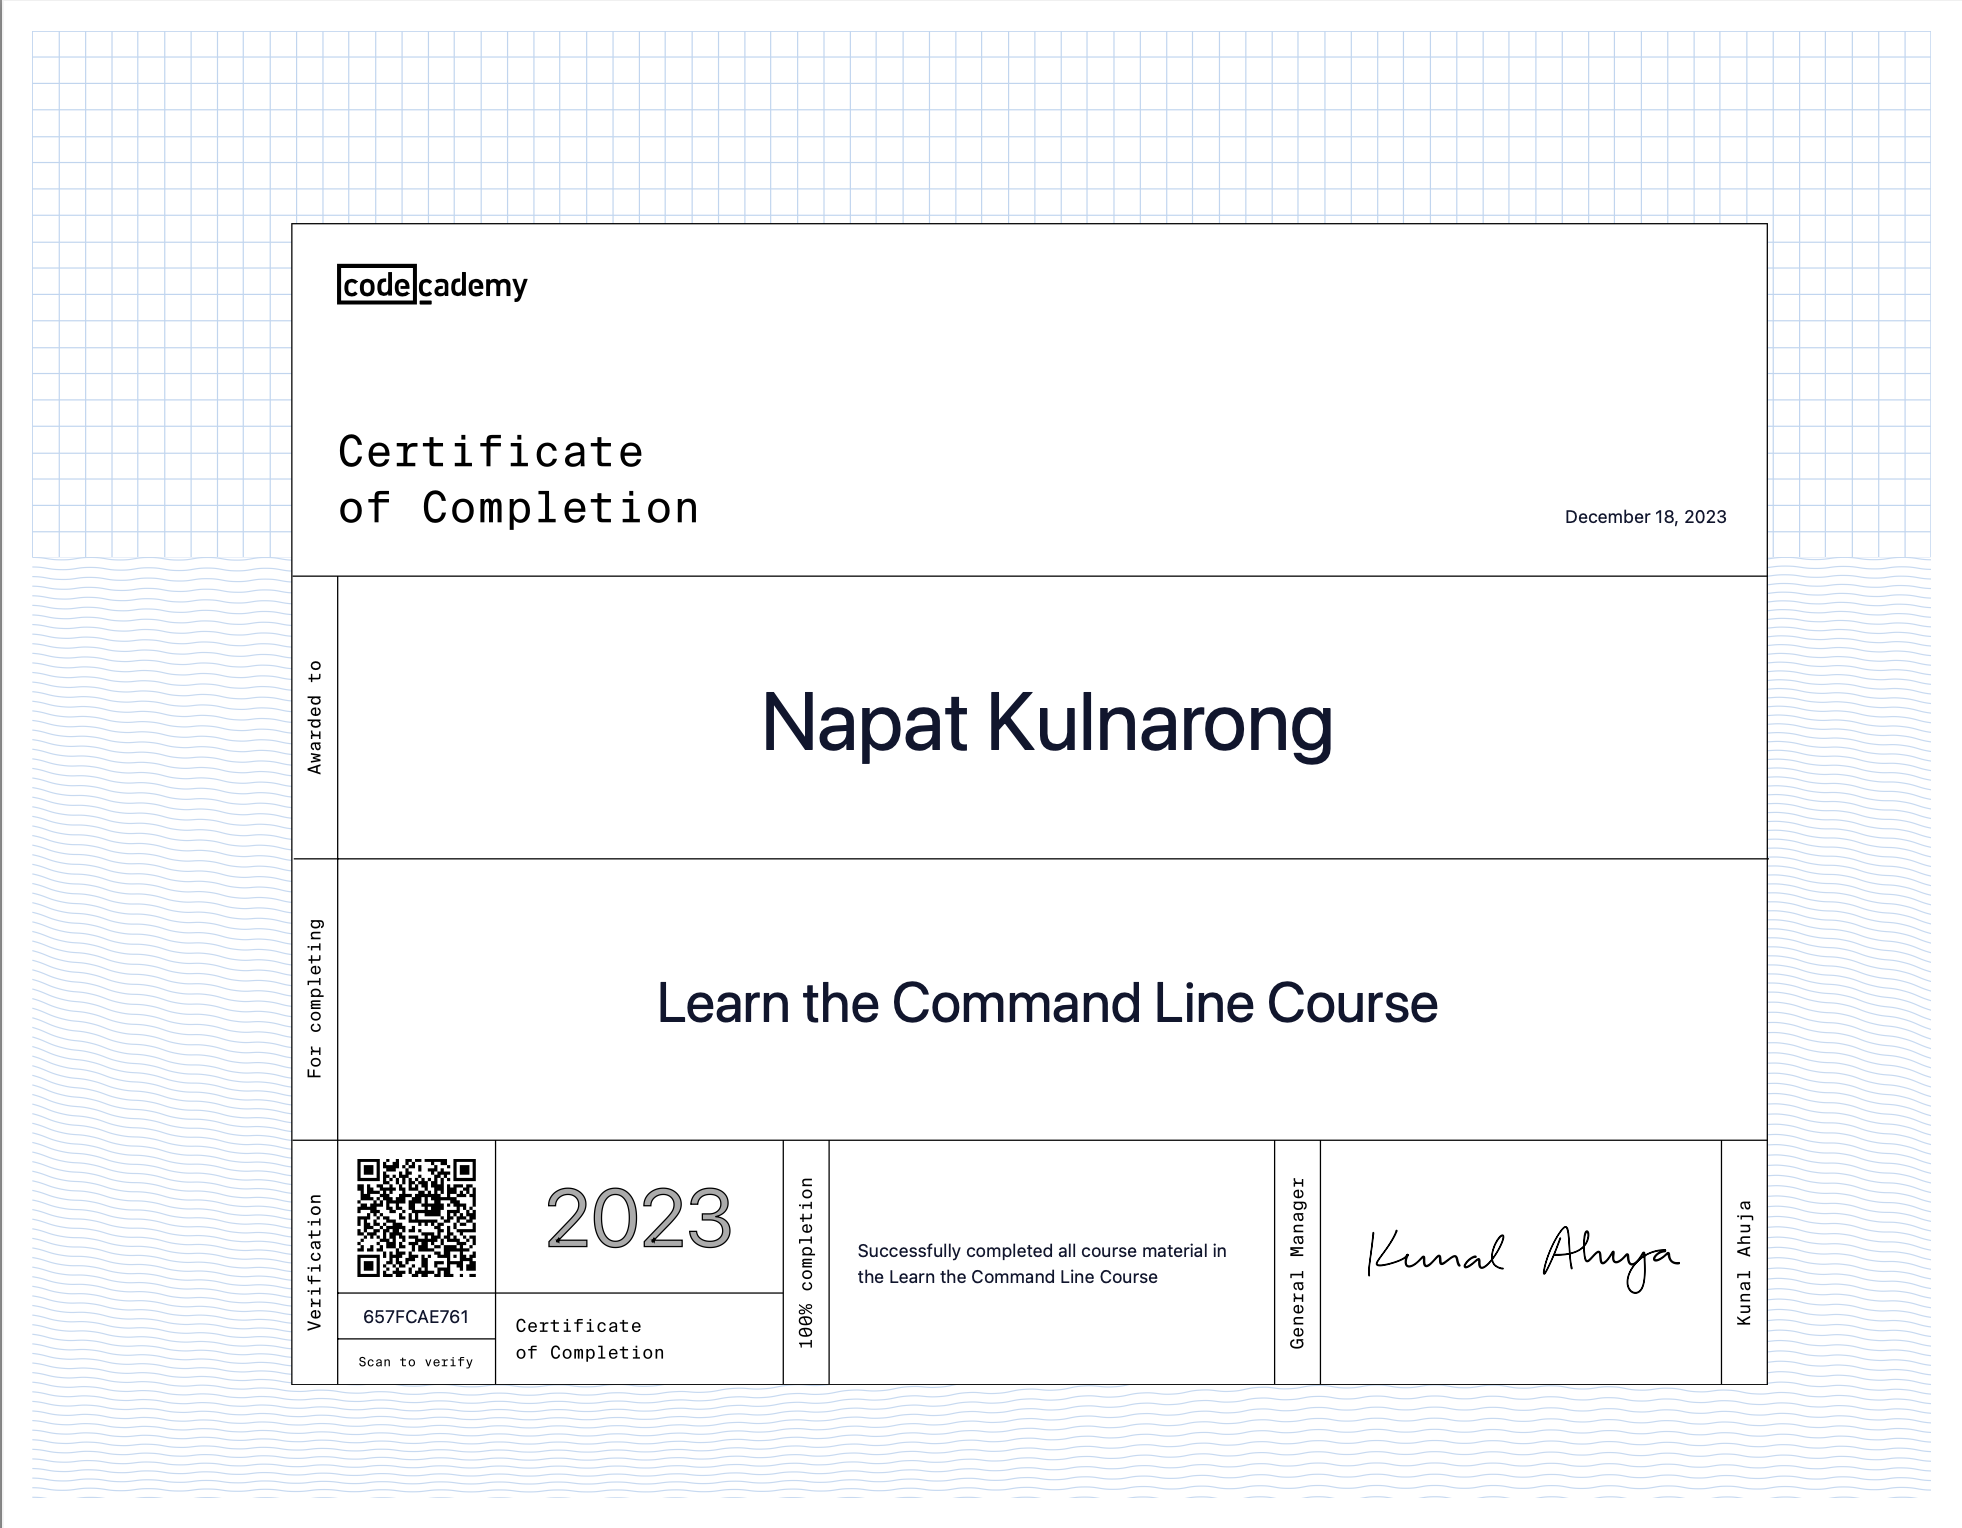 codecademy
Certificate
of Completion
December 18, 2023
Awarded to
Napat Kulnarong
For completing
Learn the Command Line Course
Verification
657FCAE761
Scan to verify
2023
Certificate
of Completion
100% completion
Successfully completed all course material in
the Learn the Command Line Course
General Manager
Kunal Ahuja
Kunal Ahuja